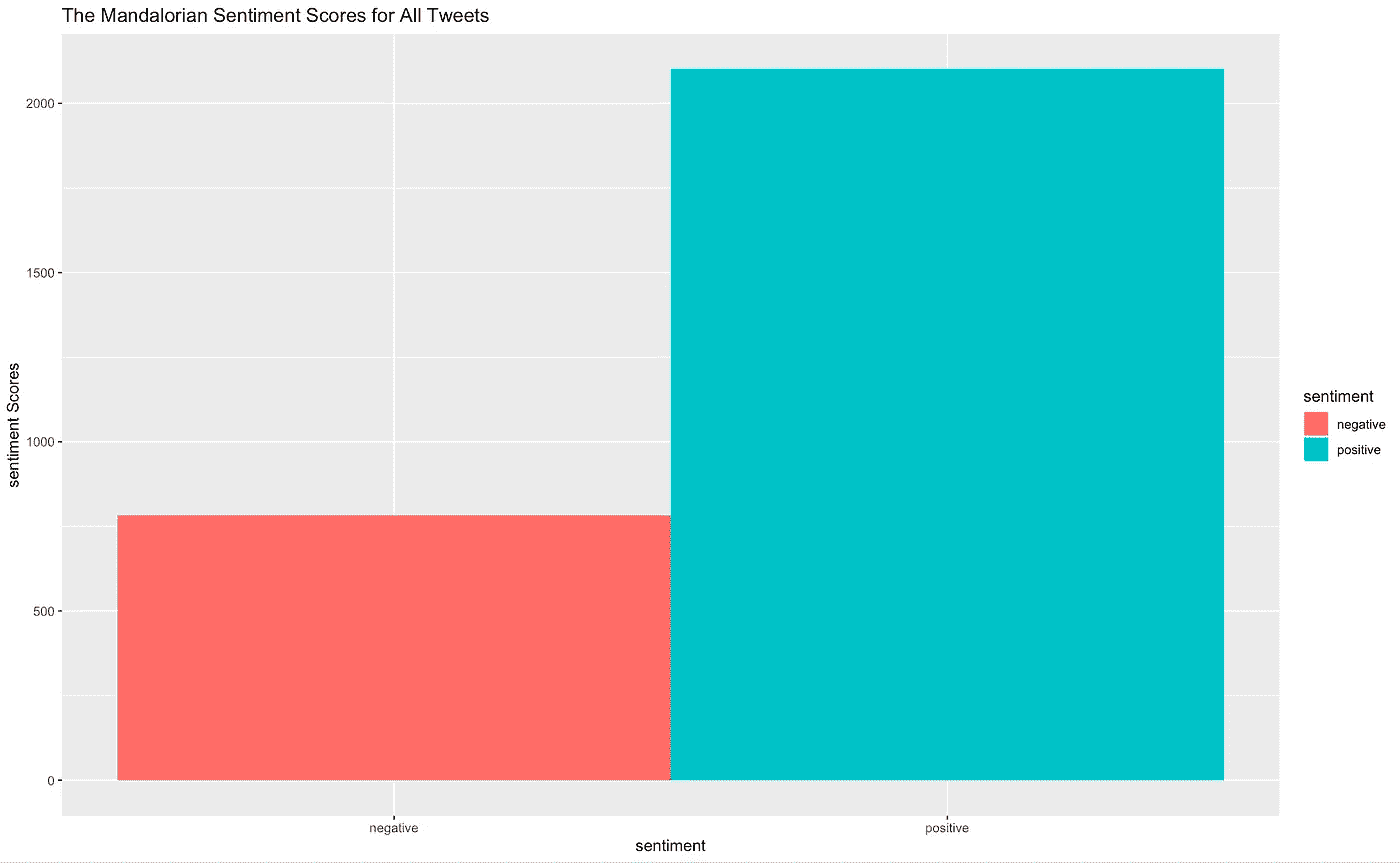 The Mandalorian Sentiment Scores for All Tweets
sentiment Scores
2000
1500
1000
500
0
negative
positive
sentiment
sentiment
negative
positive